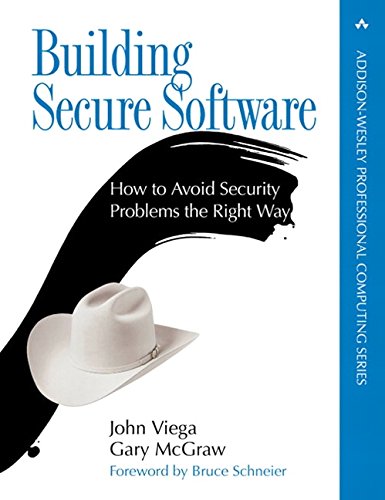 Building
Secure Software
How to Avoid Security
Problems the Right Way
John Viega
Gary McGraw
Foreword by Bruce Schneier
ADDISON-WESLEY PROFESSIONAL COMPUTING SERIES